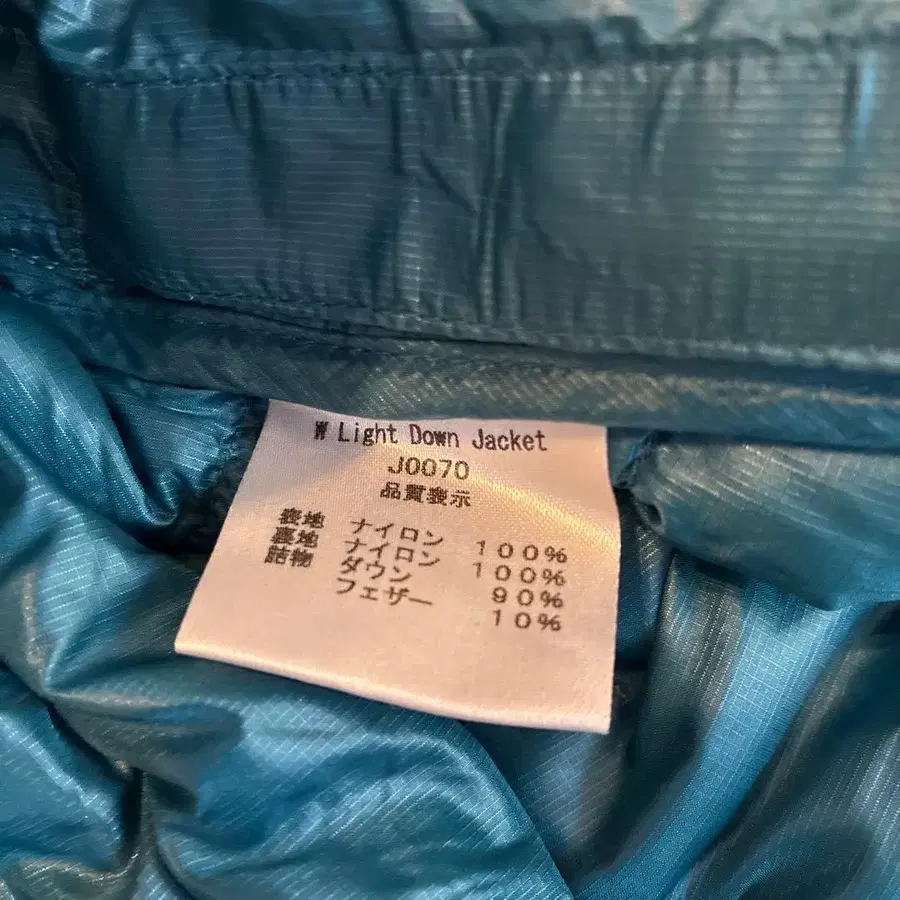 W Light Down Jacket
J0070
品質表示
表地 ナイロン 100%
裏地 ナイロン 100%
詰物 ダウン 90%
フェザー 10%